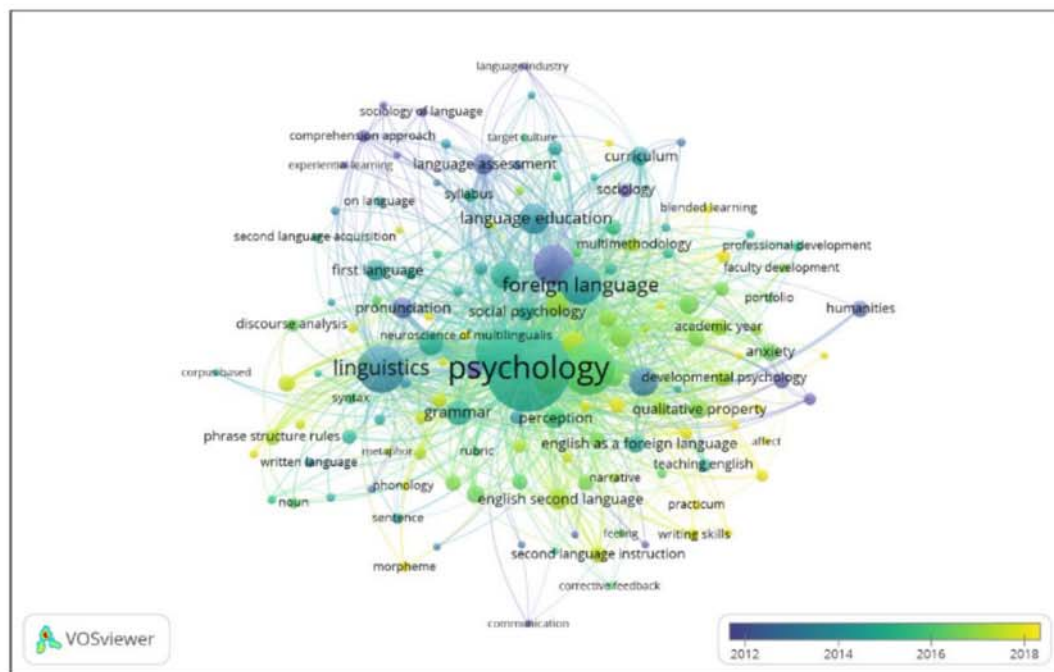 language industry
sociology of language
comprehension approach
target culture
experiential learning
language assessment
curriculum
syllabus
sociology
on language
language education
blended learning
second language acquisition
multimethodology
professional development
first language
faculty development
foreign language
pronunciation
social psychology
portfolio
humanities
discourse analysis
neuroscience of multilingualis
academic year
anxiety
linguistics
psychology
corpus based
developmental psychology
syntax
grammar
perception
qualitative property
phrase structure rules
metaphor
rubric
english as a foreign language
affect
written language
teaching english
phonology
narrative
noun
english second language
practicum
sentence
feeling
writing skills
second language instruction
morpheme
corrective feedback
communication
VOSviewer
2012 2014 2016 2018